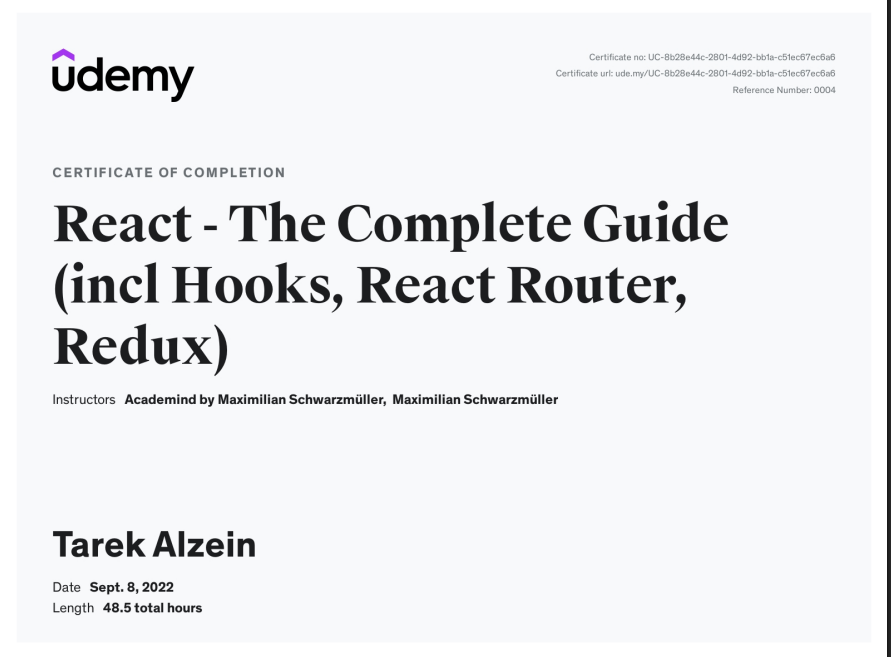 udemy
Certificate no: UC-8b28e44c-2801-4d92-bb1a-c51ec67ec6a6
Certificate url: ude.my/UC-8b28e44c-2801-4d92-bb1a-c51ec67ec6a6
Reference Number: 0004
CERTIFICATE OF COMPLETION
React - The Complete Guide
(incl Hooks, React Router,
Redux)
Instructors Academind by Maximilian Schwarzmüller, Maximilian Schwarzmüller
Tarek Alzein
Date Sept. 8, 2022
Length 48.5 total hours